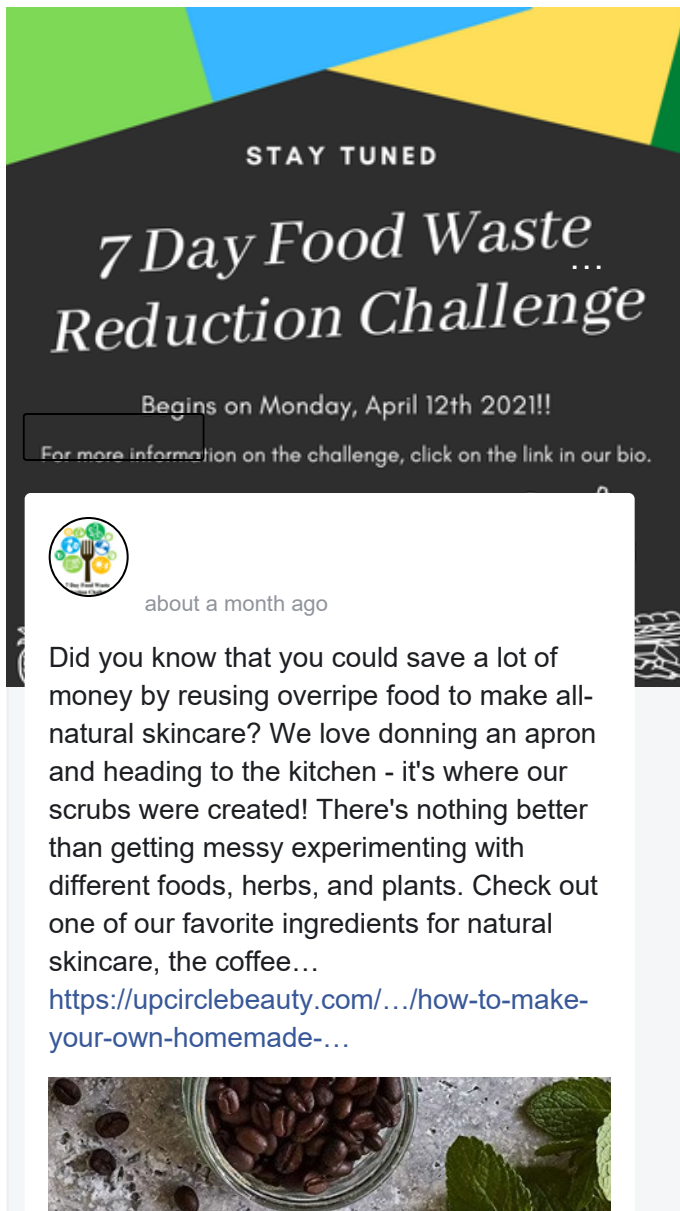 STAY TUNED
7 Day Food Waste
...
Reduction Challenge
Begins on Monday, April 12th 2021!!
For more information on the challenge, click on the link in our bio.
7 Day Food Waste
about a month ago
Did you know that you could save a lot of
money by reusing overripe food to make all-
natural skincare? We love donning an apron
and heading to the kitchen - it's where our
scrubs were created! There's nothing better
than getting messy experimenting with
different foods, herbs, and plants. Check out
one of our favorite ingredients for natural
skincare, the coffee…
https://upcirclebeauty.com/…/how-to-make-
your-own-homemade-…